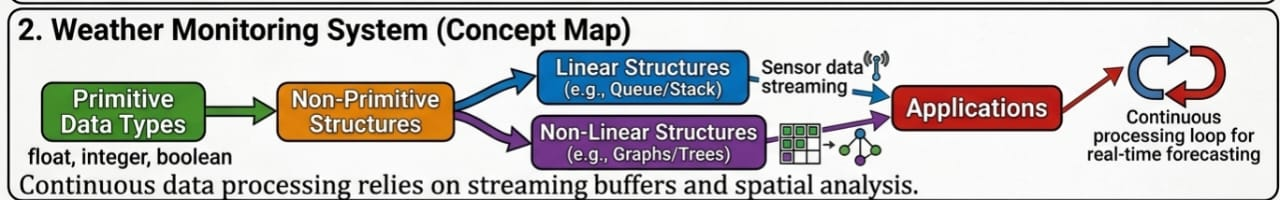 2. Weather Monitoring System (Concept Map)
Primitive
Data Types
float, integer, boolean
Non-Primitive
Structures
Linear Structures
(e.g., Queue/Stack)
Sensor data
streaming
Non-Linear Structures
(e.g., Graphs/Trees)
Applications
Continuous
processing loop for
real-time forecasting
Continuous data processing relies on streaming buffers and spatial analysis.